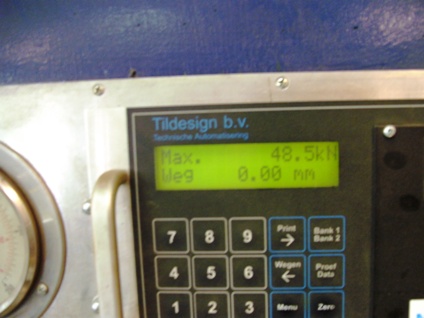 Tildesign b.v.
Technische Automatisering
Max. 48.5kN
Weg 0.00 mm
7 8 9 Print → Bank 1
Bank 2
4 5 6 Wegen ← Proef
Data
1 2 3 Menu Zero